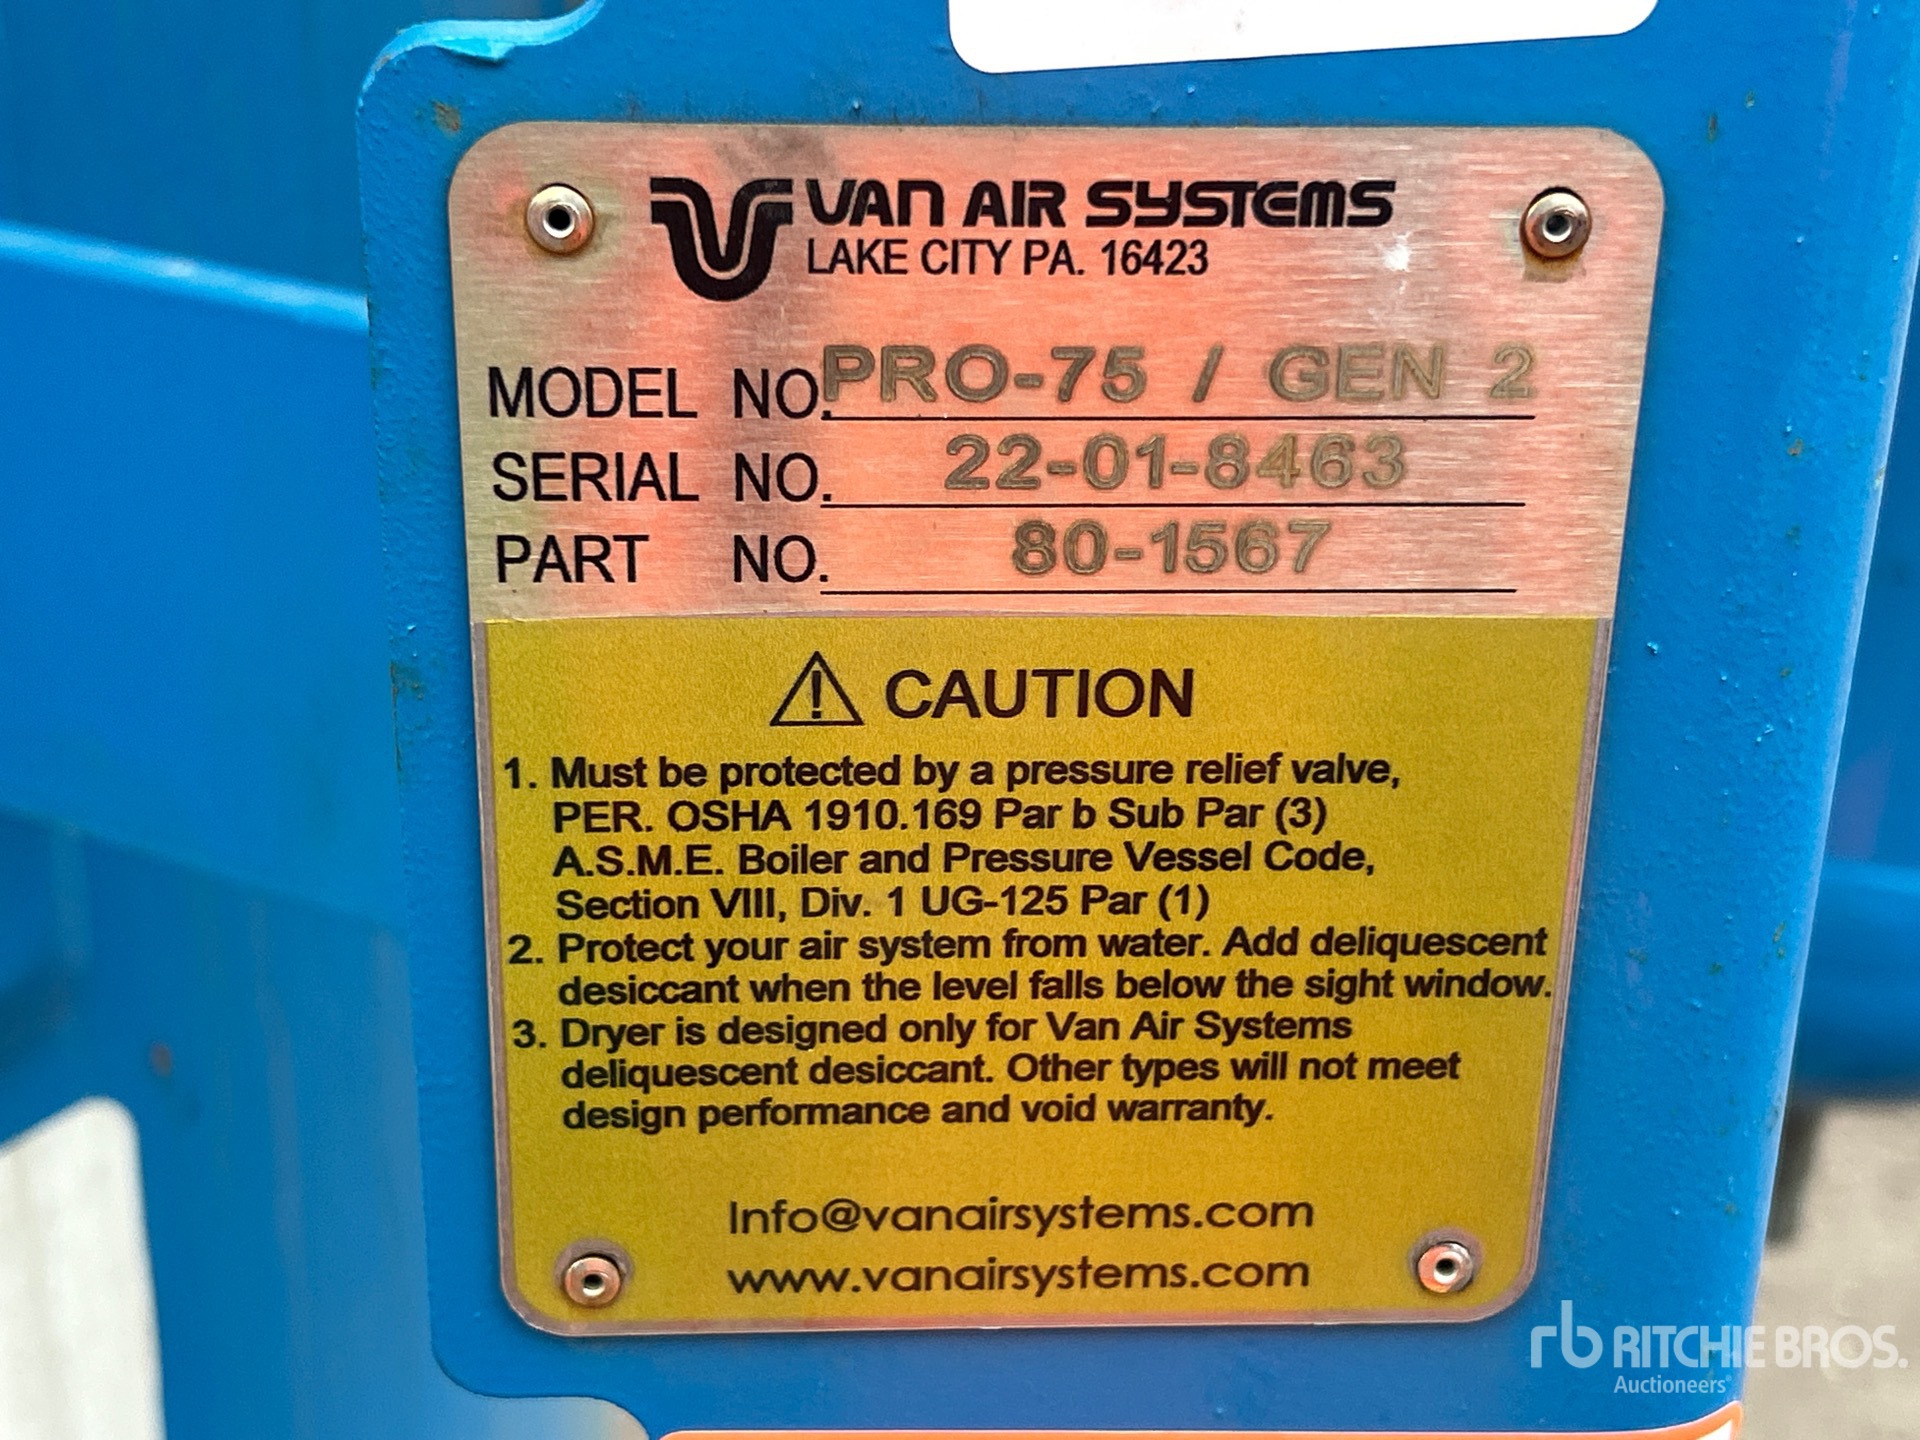 VAN AIR SYSTEMS
LAKE CITY PA. 16423
MODEL NO. PRO-75 / GEN 2
SERIAL NO. 22-01-8463
PART NO. 80-1567
CAUTION
1. Must be protected by a pressure relief valve,
PER. OSHA 1910.169 Par b Sub Par (3)
A.S.M.E. Boiler and Pressure Vessel Code,
Section VIII, Div. 1 UG-125 Par (1)
2. Protect your air system from water. Add deliquescent
desiccant when the level falls below the sight window.
3. Dryer is designed only for Van Air Systems
deliquescent desiccant. Other types will not meet
design performance and void warranty.
Info@vanairsystems.com
www.vanairsystems.com
rb RITCHIE BROS.
Auctioneers